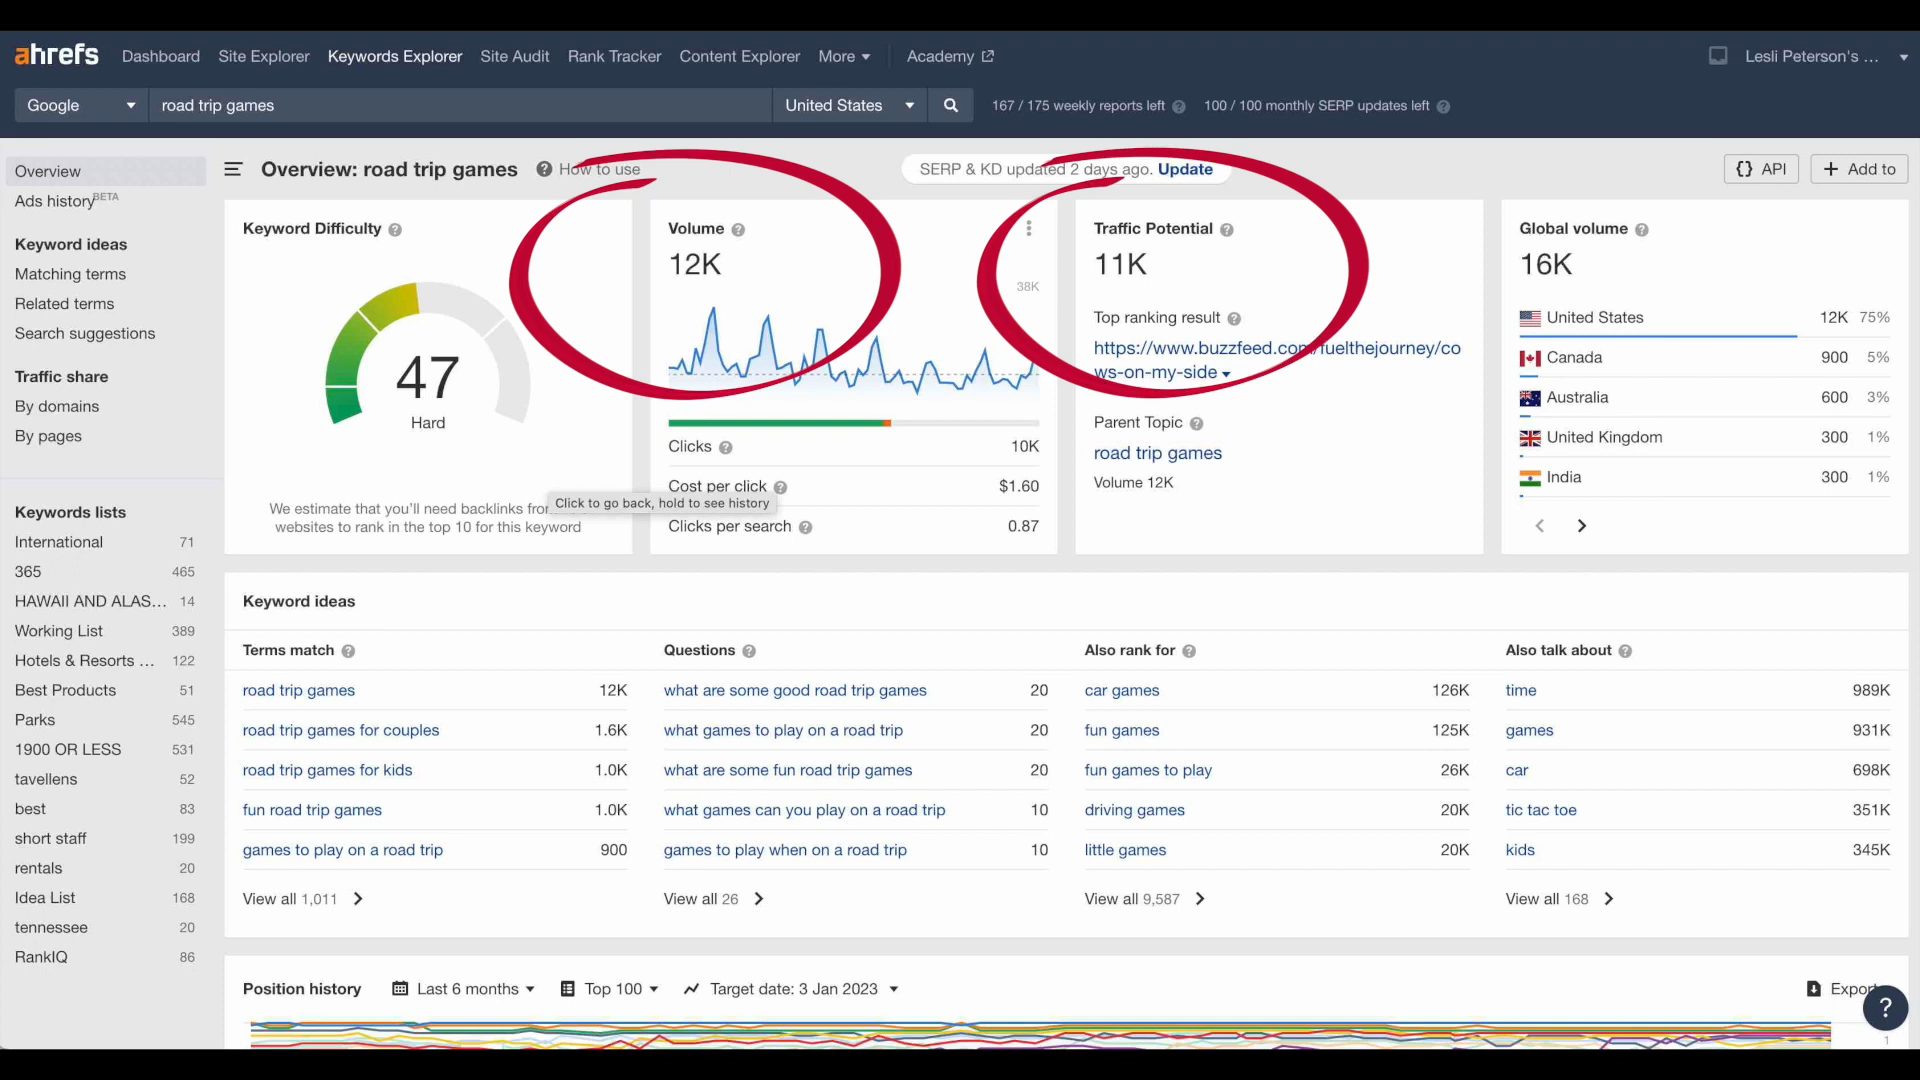 ahrefs Dashboard Site Explorer Keywords Explorer Site Audit Rank Tracker Content Explorer More Academy Lesli Peterson's ...
Google road trip games United States 167 / 175 weekly reports left 100 / 100 monthly SERP updates left
Overview
Ads history BETA
Keyword ideas
Matching terms
Related terms
Search suggestions
Traffic share
By domains
By pages
Keywords lists
International 71
365 465
HAWAII AND ALAS... 14
Working List 389
Hotels & Resorts ... 122
Best Products 51
Parks 545
1900 OR LESS 531
tavellens 52
best 83
short staff 199
rentals 20
Idea List 168
tennessee 20
RankIQ 86
Overview: road trip games How to use SERP & KD updated 2 days ago. Update {} API + Add to
Keyword Difficulty
47
Hard
We estimate that you'll need backlinks
websites to rank in the top 10 for this keyword
Click to go back, hold to see history
Volume
12K
38K
Clicks 10K
Cost per click $1.60
Clicks per search 0.87
Traffic Potential
11K
Top ranking result
https://www.buzzfeed.com/fuelthejourney/co
ws-on-my-side
Parent Topic
road trip games
Volume 12K
Global volume
16K
United States 12K 75%
Canada 900 5%
Australia 600 3%
United Kingdom 300 1%
India 300 1%
Keyword ideas
Terms match
road trip games 12K
road trip games for couples 1.6K
road trip games for kids 1.0K
fun road trip games 1.0K
games to play on a road trip 900
View all 1,011
Questions
what are some good road trip games 20
what games to play on a road trip 20
what are some fun road trip games 20
what games can you play on a road trip 10
games to play when on a road trip 10
View all 26
Also rank for
car games 126K
fun games 125K
fun games to play 26K
driving games 20K
little games 20K
View all 9,587
Also talk about
time 989K
games 931K
car 698K
tic tac toe 351K
kids 345K
View all 168
Position history Last 6 months Top 100 Target date: 3 Jan 2023 Export
?
1